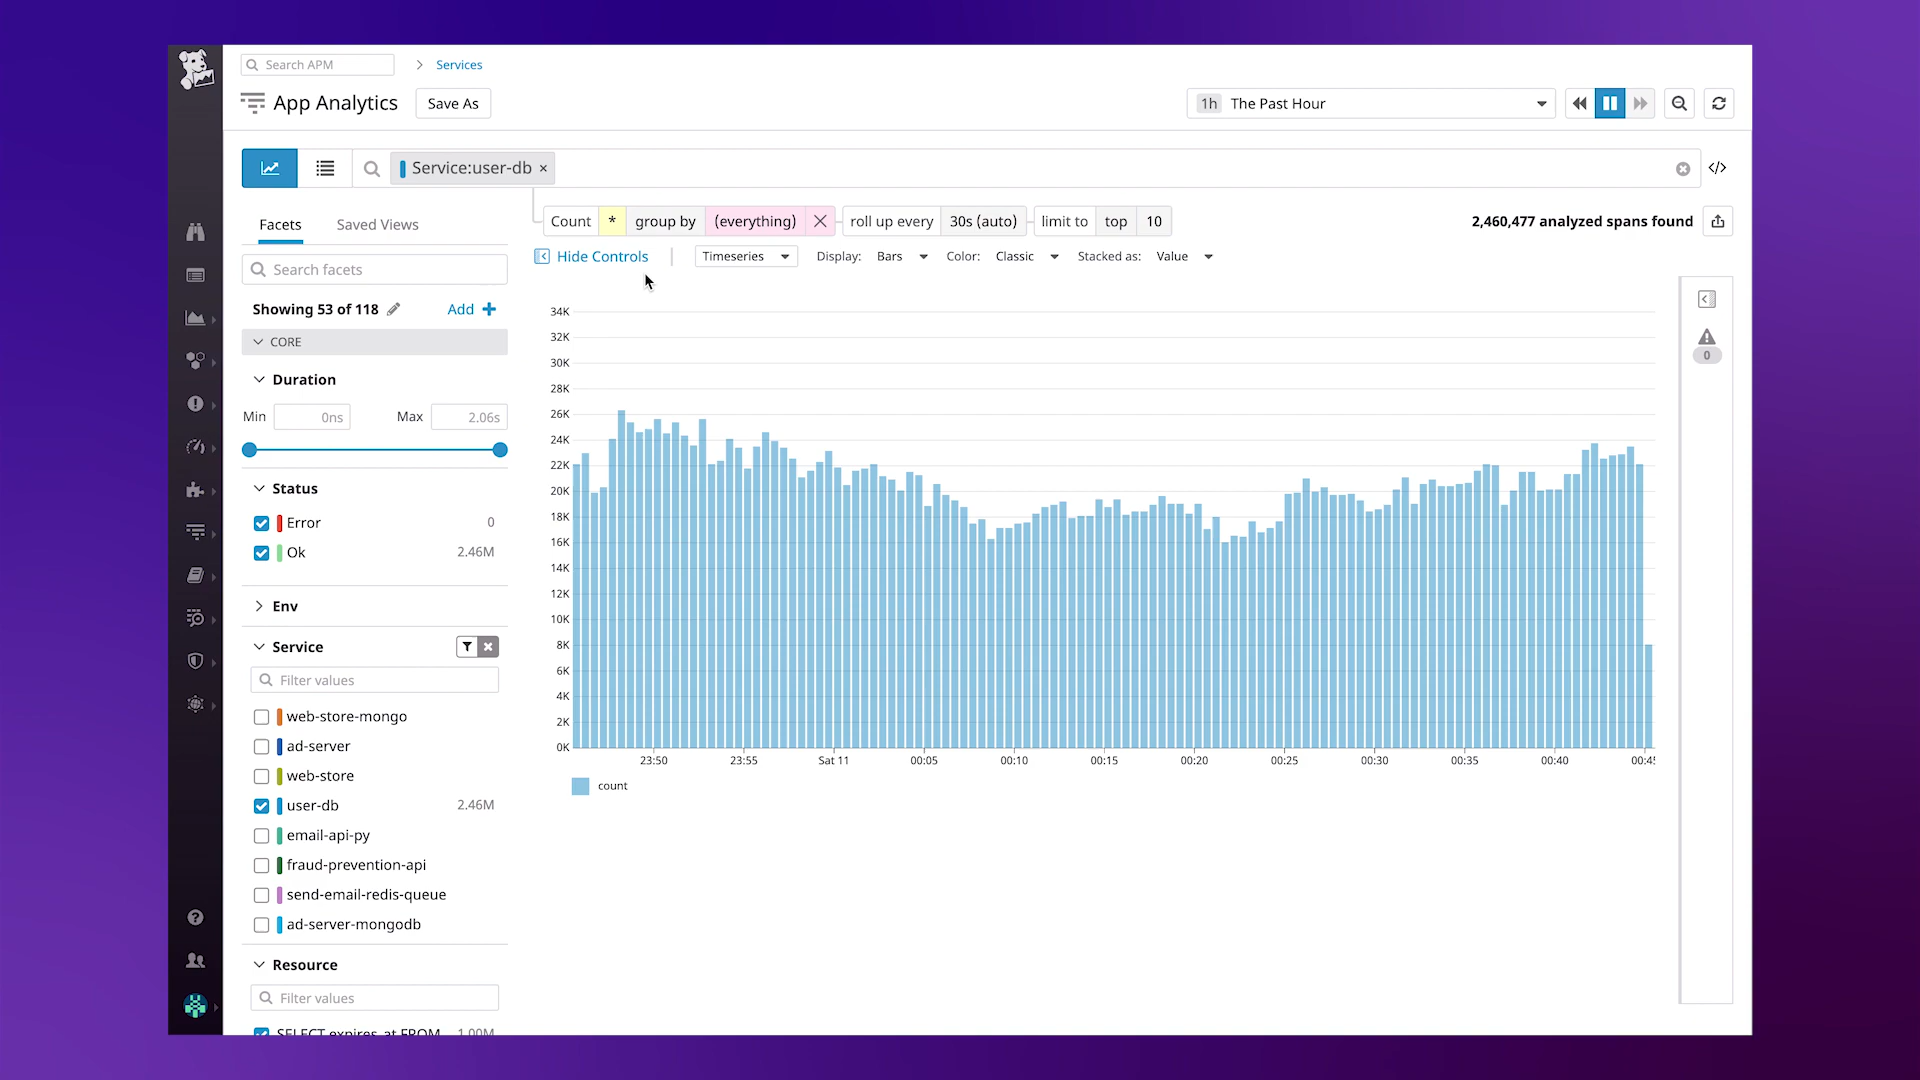 Search APM > Services
App Analytics Save As
1h The Past Hour
Service:user-db ×
</>
Facets Saved Views
Count * group by (everything) roll up every 30s (auto) limit to top 10
2,460,477 analyzed spans found
Hide Controls Timeseries Display: Bars Color: Classic Stacked as: Value
Search facets
Showing 53 of 118 Add +
CORE
Duration
Min 0ns Max 2.06s
Status
Error 0
Ok 2.46M
Env
Service
Filter values
web-store-mongo
ad-server
web-store
user-db 2.46M
email-api-py
fraud-prevention-api
send-email-redis-queue
ad-server-mongodb
Resource
Filter values
SELECT expires_at FROM 1.00M
34K
32K
30K
28K
26K
24K
22K
20K
18K
16K
14K
12K
10K
8K
6K
4K
2K
0K
23:50 23:55 Sat 11 00:05 00:10 00:15 00:20 00:25 00:30 00:35 00:40 00:45
count
0